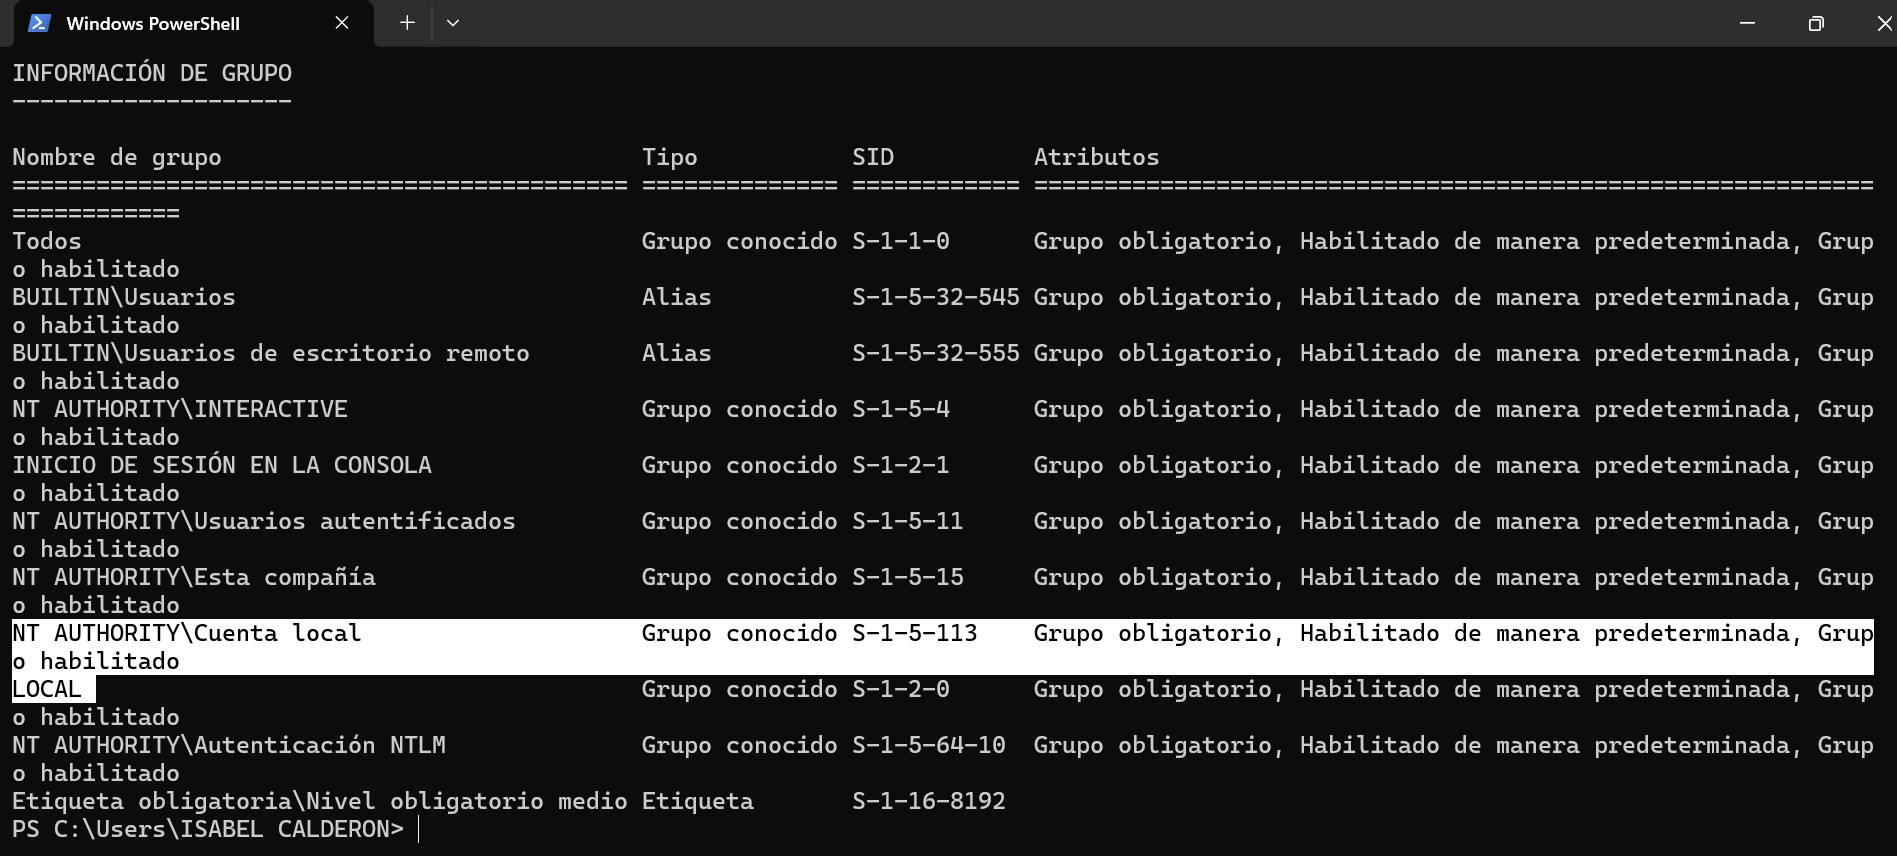 Windows PowerShell
INFORMACIÓN DE GRUPO
--------------------
Nombre de grupo                              Tipo           SID          Atributos
============================================ ============== ============ ============================================================
============
Todos                                        Grupo conocido S-1-1-0      Grupo obligatorio, Habilitado de manera predeterminada, Grup
o habilitado
BUILTIN\Usuarios                             Alias          S-1-5-32-545 Grupo obligatorio, Habilitado de manera predeterminada, Grup
o habilitado
BUILTIN\Usuarios de escritorio remoto        Alias          S-1-5-32-555 Grupo obligatorio, Habilitado de manera predeterminada, Grup
o habilitado
NT AUTHORITY\INTERACTIVE                     Grupo conocido S-1-5-4      Grupo obligatorio, Habilitado de manera predeterminada, Grup
o habilitado
INICIO DE SESIÓN EN LA CONSOLA               Grupo conocido S-1-2-1      Grupo obligatorio, Habilitado de manera predeterminada, Grup
o habilitado
NT AUTHORITY\Usuarios autentificados         Grupo conocido S-1-5-11     Grupo obligatorio, Habilitado de manera predeterminada, Grup
o habilitado
NT AUTHORITY\Esta compañía                   Grupo conocido S-1-5-15     Grupo obligatorio, Habilitado de manera predeterminada, Grup
o habilitado
NT AUTHORITY\Cuenta local                    Grupo conocido S-1-5-113    Grupo obligatorio, Habilitado de manera predeterminada, Grup
o habilitado
LOCAL                                        Grupo conocido S-1-2-0      Grupo obligatorio, Habilitado de manera predeterminada, Grup
o habilitado
NT AUTHORITY\Autenticación NTLM              Grupo conocido S-1-5-64-10  Grupo obligatorio, Habilitado de manera predeterminada, Grup
o habilitado
Etiqueta obligatoria\Nivel obligatorio medio Etiqueta       S-1-16-8192
PS C:\Users\ISABEL CALDERON>